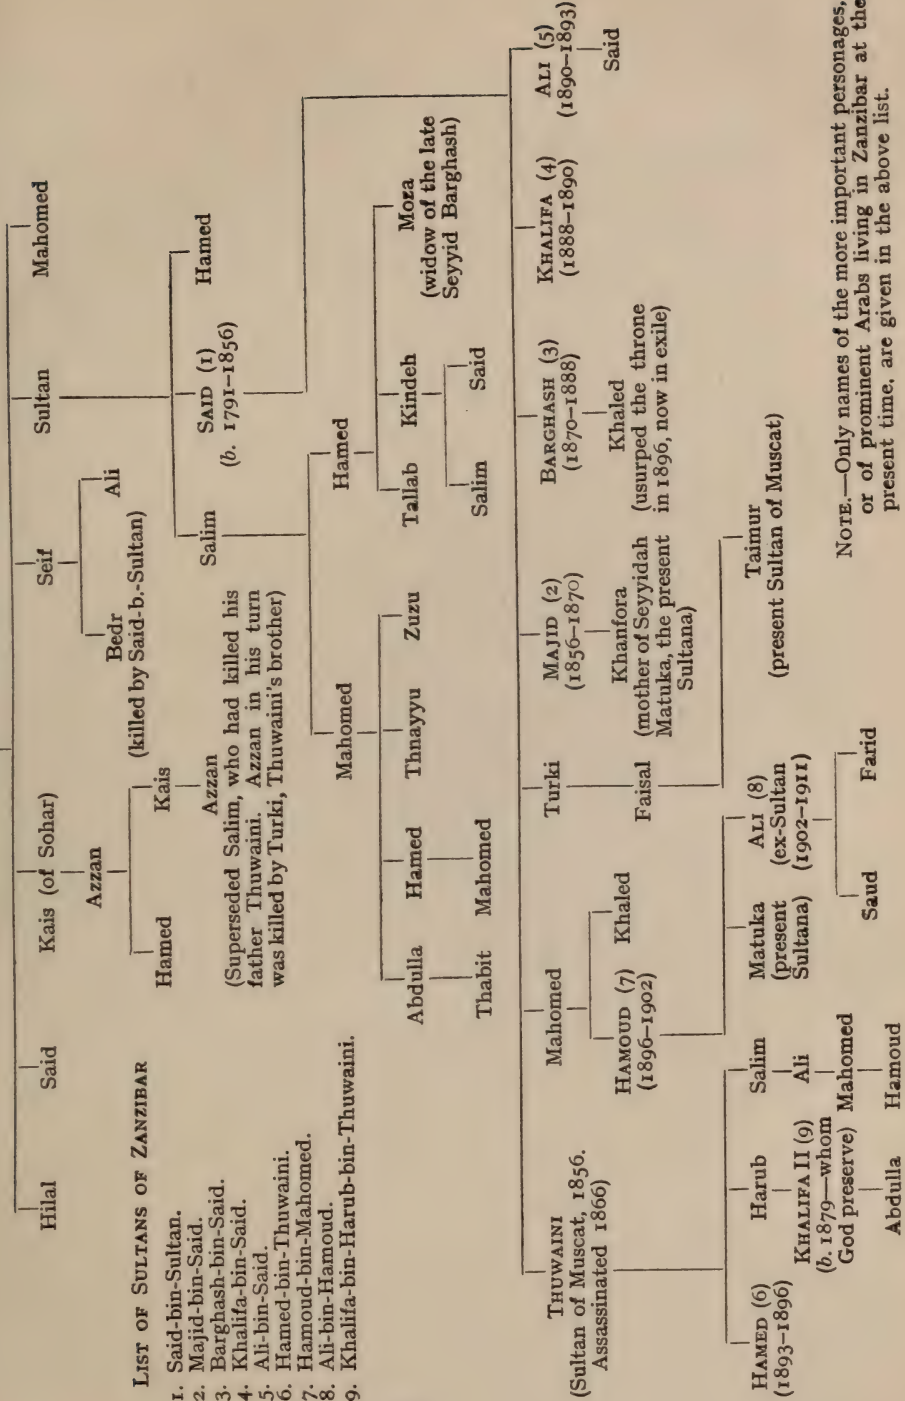 Hilal Said Kais (of Sohar) Seif Sultan Mahomed
Azzan Bedr Ali
(killed by Said-b.-Sultan)
Hamed Kais
Salim SAID (1) Hamed
(b. 1791–1856)
Azzan
(Superseded Salim, who had killed his
father Thuwaini. Azzan in his turn
was killed by Turki, Thuwaini's brother)
LIST OF SULTANS OF ZANZIBAR
1. Said-bin-Sultan.
2. Majid-bin-Said.
3. Barghash-bin-Said.
4. Khalifa-bin-Said.
5. Ali-bin-Said.
6. Hamed-bin-Thuwaini.
7. Hamoud-bin-Mahomed.
8. Ali-bin-Hamoud.
9. Khalifa-bin-Harub-bin-Thuwaini.
Mahomed Hamed
Abdulla Hamed Thnayyu Zuzu Tallab Kindeh Moza
(widow of the late
Seyyid Barghash)
Thabit Mahomed Salim Said
THUWAINI
(Sultan of Muscat, 1856.
Assassinated 1866)
Mahomed Turki
MAJID (2)
(1856–1870)
BARGHASH (3)
(1870–1888)
KHALIFA (4)
(1888–1890)
ALI (5)
(1890–1893)
HAMOUD (7)
(1896–1902)
Khaled Faisal
Khanfora
(mother of Seyyidah
Matuka, the present
Sultana)
Khaled
(usurped the throne
in 1896, now in exile)
Said
HAMED (6)
(1893–1896)
Harub Salim
Matuka
(present
Sultana)
ALI (8)
(ex-Sultan
(1902–1911)
Taimur
(present Sultan of Muscat)
KHALIFA II (9)
(b. 1879—whom
God preserve)
Ali
Mahomed
Saud Farid
Abdulla Hamoud
NOTE.—Only names of the more important personages,
or of prominent Arabs living in Zanzibar at the
present time, are given in the above list.